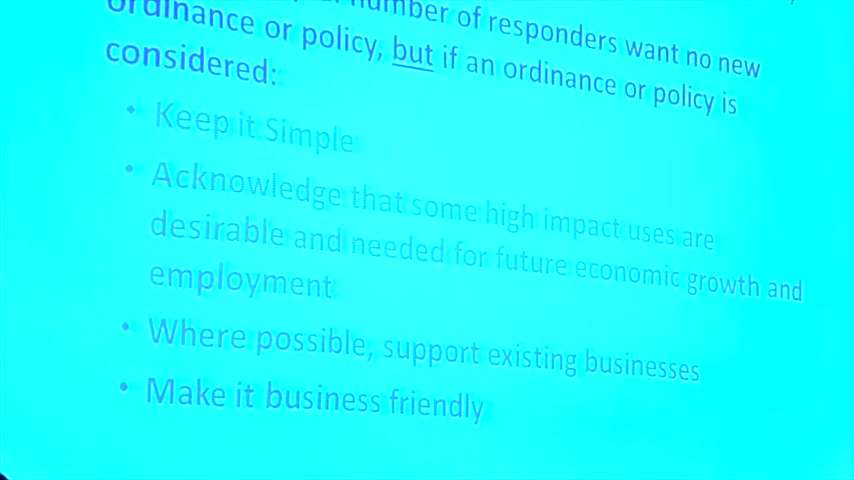 number of responders want no new
ordinance or policy, but if an ordinance or policy is
considered:
• Keep it Simple
• Acknowledge that some high impact uses are
desirable and needed for future economic growth and
employment
• Where possible, support existing businesses
• Make it business friendly